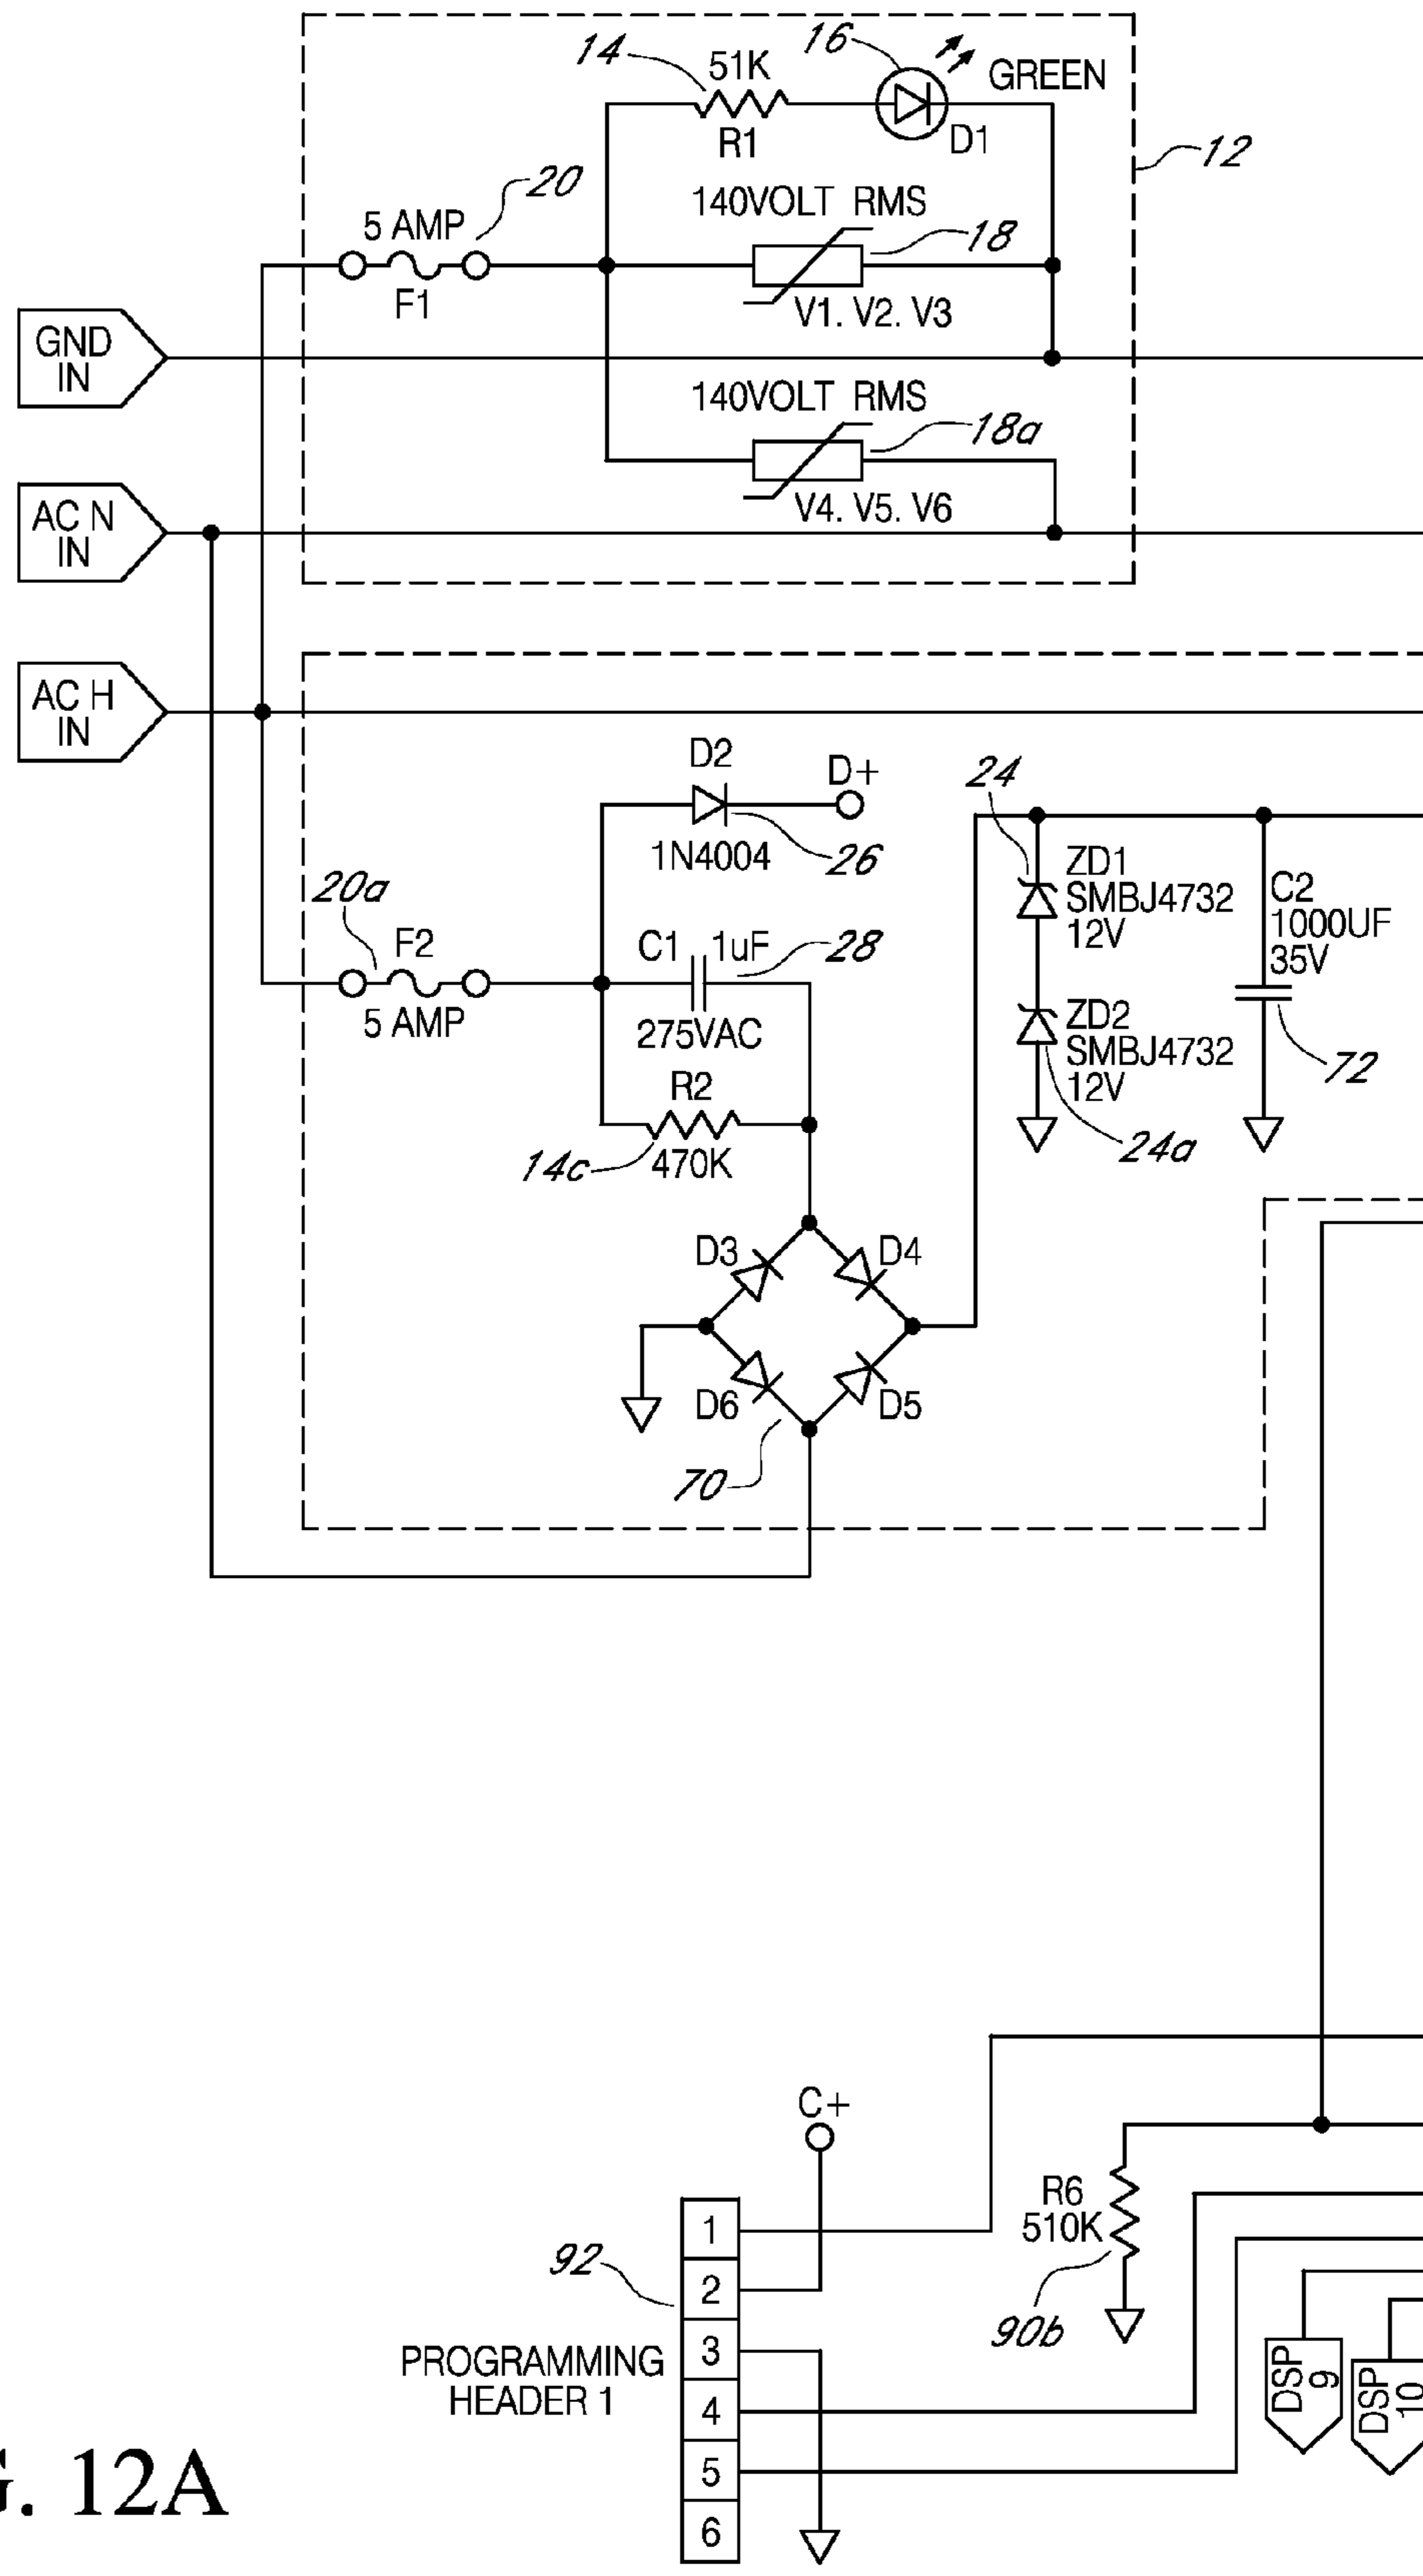 14
51K
R1
16
GREEN
D1
12
20
5 AMP
F1
140VOLT RMS
18
V1. V2. V3
GND
IN
140VOLT RMS
18a
V4. V5. V6
AC N
IN
AC H
IN
D2
D+
1N4004
26
24
ZD1
SMBJ4732
12V
C2
1000UF
35V
20a
F2
5 AMP
C1
1uF
28
275VAC
ZD2
SMBJ4732
12V
72
24a
R2
14c
470K
D3
D4
D6
D5
70
C+
R6
510K
90b
92
1
2
3
4
5
6
PROGRAMMING
HEADER 1
DSP
9
DSP
10
G. 12A